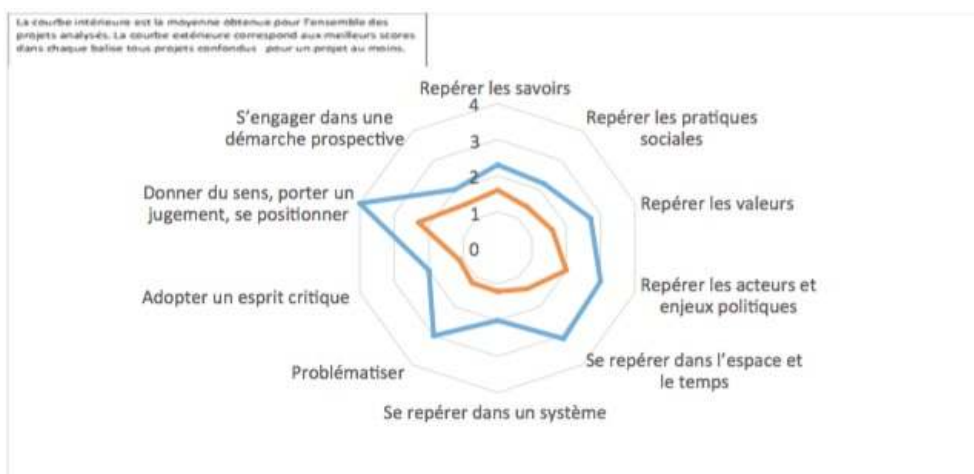 La courbe intérieure est la moyenne obtenue pour l'ensemble des
projets analysés. La courbe extérieure correspond aux meilleurs scores
dans chaque balise tous projets confondus pour un projet au moins.
Repérer les savoirs
4
3
2
1
0
Repérer les pratiques
sociales
Repérer les valeurs
Repérer les acteurs et
enjeux politiques
Se repérer dans l'espace et
le temps
Se repérer dans un système
Problématiser
Adopter un esprit critique
Donner du sens, porter un
jugement, se positionner
S'engager dans une
démarche prospective